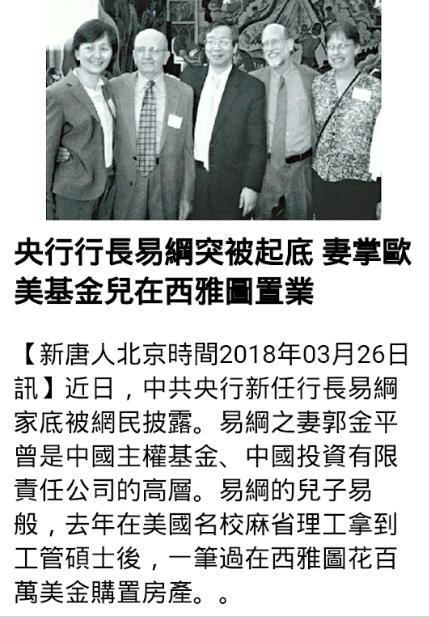 央行行長易綱突被起底 妻掌歐
美基金兒在西雅圖置業
【新唐人北京時間2018年03月26日
訊】近日，中共央行新任行長易綱
家底被網民披露。易綱之妻郭金平
曾是中國主權基金、中國投資有限
責任公司的高層。易綱的兒子易
般，去年在美國名校麻省理工拿到
工管碩士後，一筆過在西雅圖花百
萬美金購置房產。。